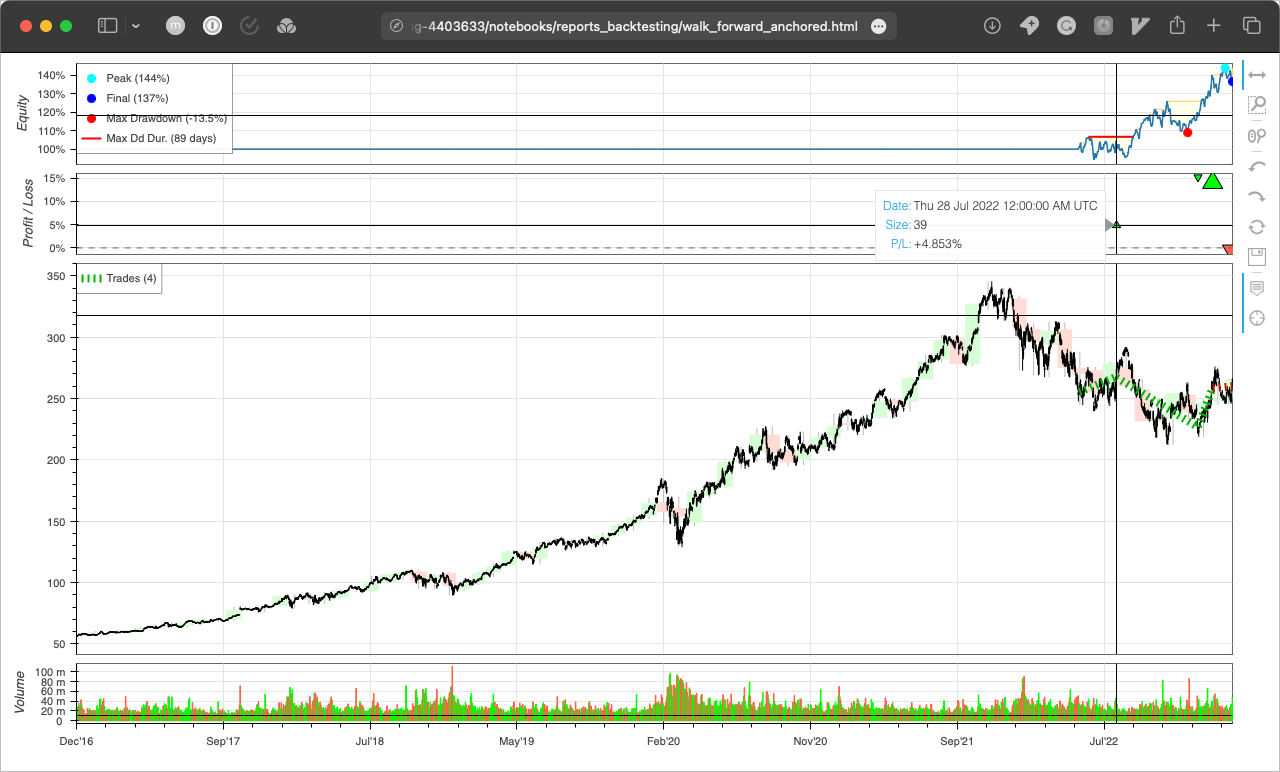 m
-4403633/notebooks/reports_backtesting/walk_forward_anchored.html
Equity
140%
130%
120%
110%
100%
Peak (144%)
Final (137%)
Max Drawdown (-13.5%)
Max Dd Dur. (89 days)
Profit / Loss
15%
10%
5%
0%
Date: Thu 28 Jul 2022 12:00:00 AM UTC
Size: 39
P/L: +4.853%
Trades (4)
350
300
250
200
150
100
50
Volume
100 m
80 m
60 m
40 m
20 m
0
Dec'16 Sep'17 Jul'18 May'19 Feb'20 Nov'20 Sep'21 Jul'22